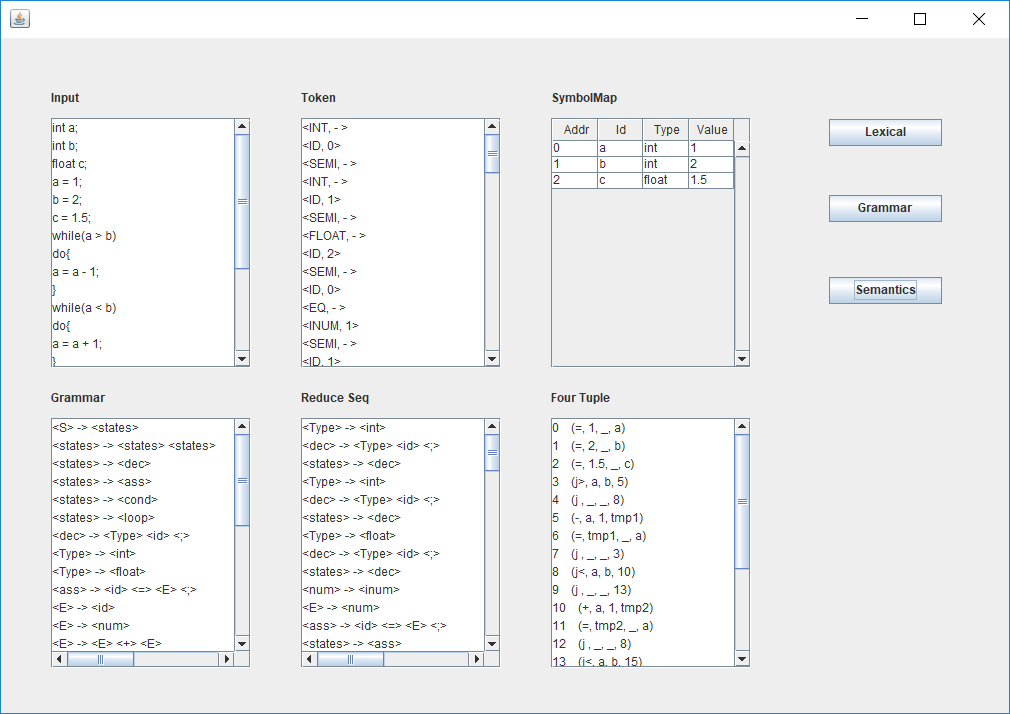 Input
int a;
int b;
float c;
a = 1;
b = 2;
c = 1.5;
while(a > b)
do{
a = a - 1;
}
while(a < b)
do{
a = a + 1;
}
Token
<INT, - >
<ID, 0>
<SEMI, - >
<INT, - >
<ID, 1>
<SEMI, - >
<FLOAT, - >
<ID, 2>
<SEMI, - >
<ID, 0>
<EQ, - >
<INUM, 1>
<SEMI, - >
<ID, 1>
SymbolMap
Addr Id Type Value
0 a int 1
1 b int 2
2 c float 1.5
Lexical
Grammar
Semantics
Grammar
<S> -> <states>
<states> -> <states> <states>
<states> -> <dec>
<states> -> <ass>
<states> -> <cond>
<states> -> <loop>
<dec> -> <Type> <id> <;>
<Type> -> <int>
<Type> -> <float>
<ass> -> <id> <=> <E> <;>
<E> -> <id>
<E> -> <num>
<E> -> <E> <+> <E>
Reduce Seq
<Type> -> <int>
<dec> -> <Type> <id> <;>
<states> -> <dec>
<Type> -> <int>
<dec> -> <Type> <id> <;>
<states> -> <dec>
<Type> -> <float>
<dec> -> <Type> <id> <;>
<states> -> <dec>
<num> -> <inum>
<E> -> <num>
<ass> -> <id> <=> <E> <;>
<states> -> <ass>
Four Tuple
0 (=, 1, _, a)
1 (=, 2, _, b)
2 (=, 1.5, _, c)
3 (j>, a, b, 5)
4 (j , _, _, 8)
5 (-, a, 1, tmp1)
6 (=, tmp1, _, a)
7 (j , _, _, 3)
8 (j<, a, b, 10)
9 (j , _, _, 13)
10 (+, a, 1, tmp2)
11 (=, tmp2, _, a)
12 (j , _, _, 8)
13 (j<, a, b, 15)